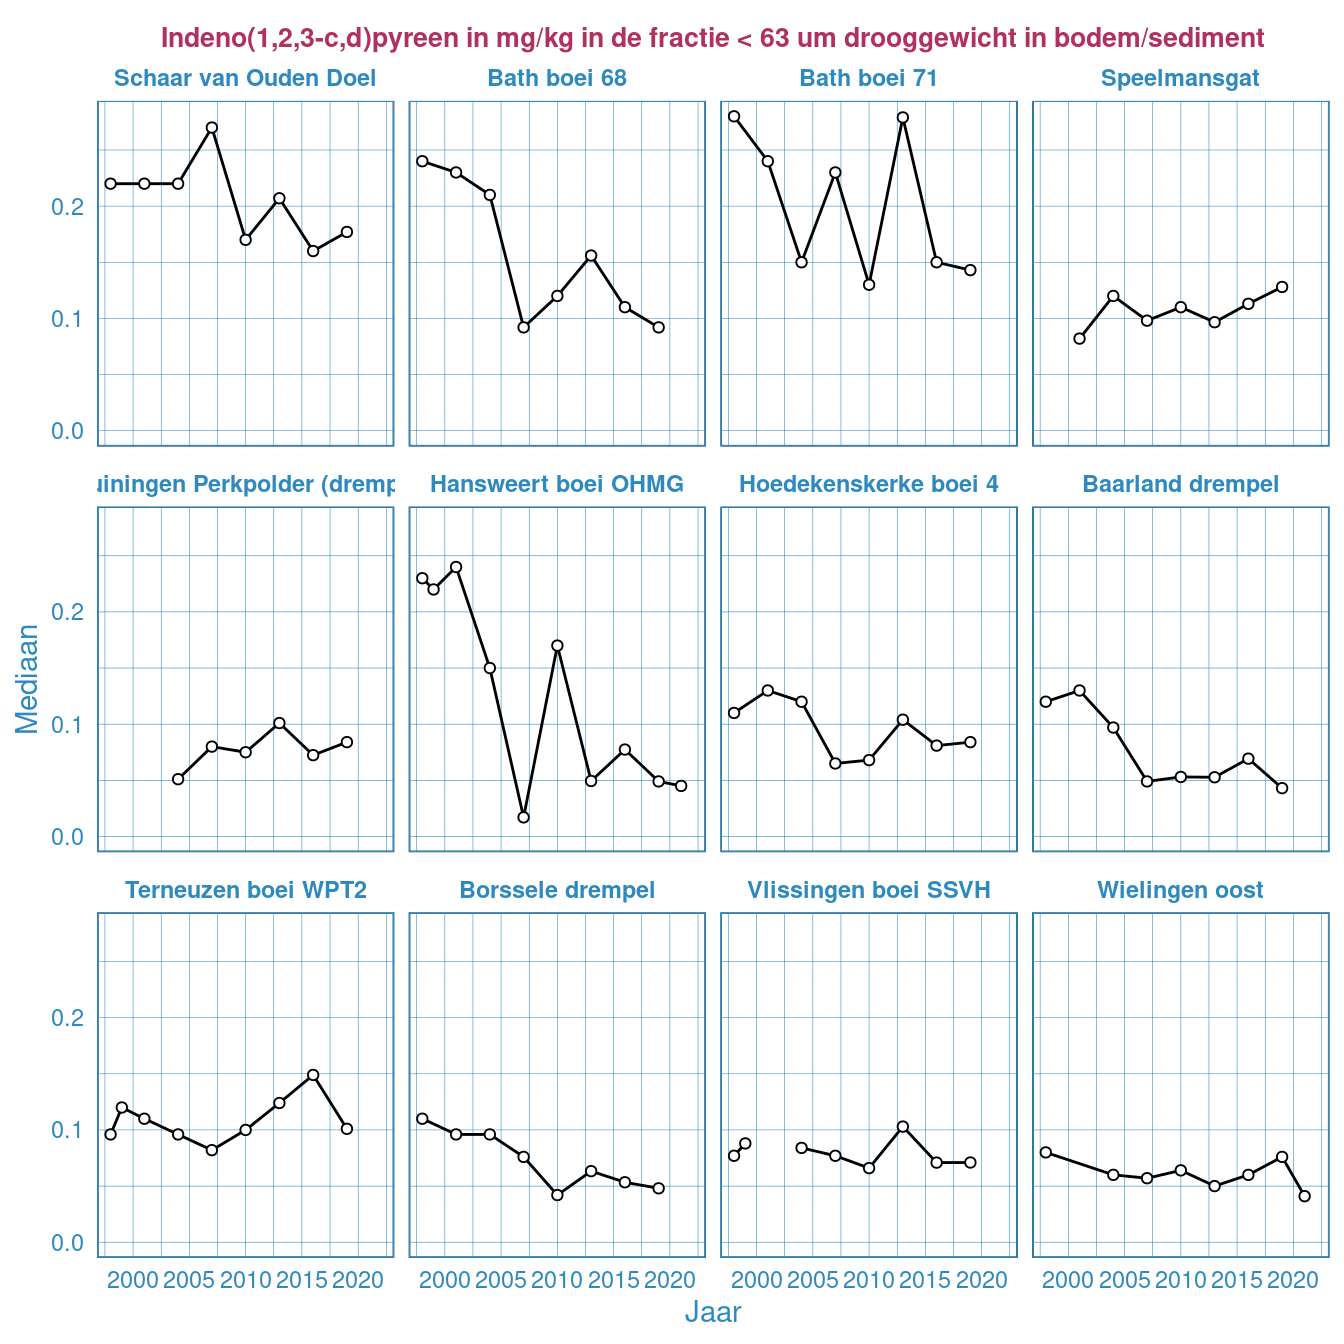 Indeno(1,2,3-c,d)pyreen in mg/kg in de fractie < 63 um drooggewicht in bodem/sediment
Schaar van Ouden Doel Bath boei 68 Bath boei 71 Speelmansgat
0.2
0.1
0.0
uiningen Perkpolder (dremp Hansweert boei OHMG Hoedekenskerke boei 4 Baarland drempel
0.2
0.1
0.0
Mediaan
Terneuzen boei WPT2 Borssele drempel Vlissingen boei SSVH Wielingen oost
0.2
0.1
0.0
2000 2005 2010 2015 2020 2000 2005 2010 2015 2020 2000 2005 2010 2015 2020 2000 2005 2010 2015 2020
Jaar